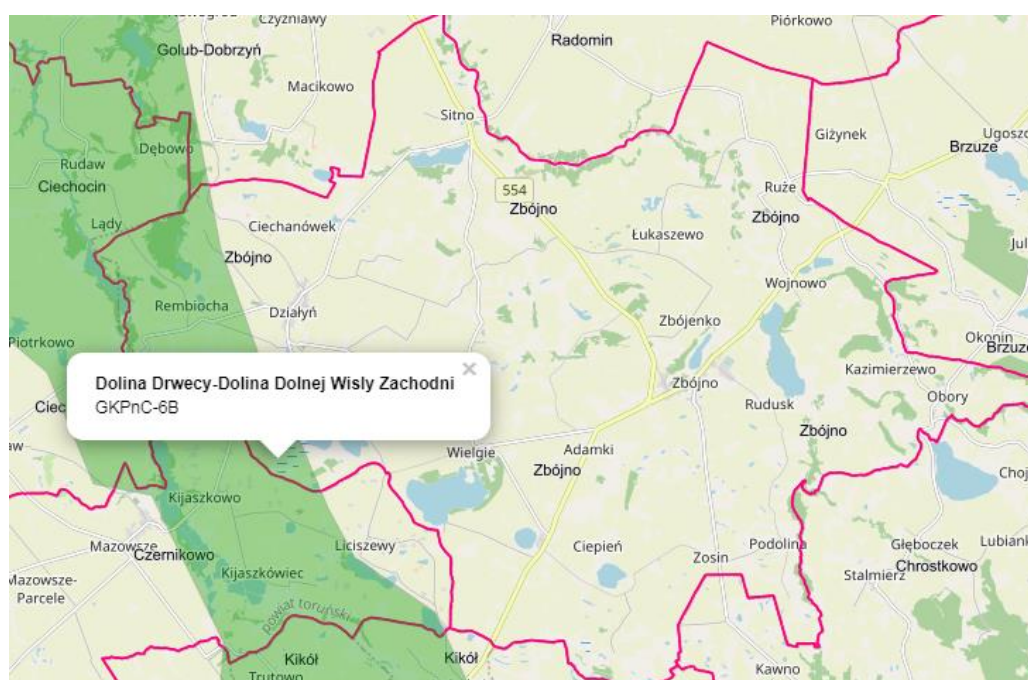 Czyżniawy
Piórkowo
Radomin
Golub-Dobrzyń
Macikowo
Sitno
Giżynek
Brzuze
Dębowo
Rudaw
Ciechocin
Ruże
554
Zbójno
Zbójno
Lądy
Ciechanówek
Łukaszewo
Zbójno
Wojnowo
Rembiocha
Działyń
Zbójenko
Piotrkowo
Okonin
Brzuze
Kazimierzewo
Dolina Drwecy-Dolina Dolnej Wisly Zachodni
GKPnC-6B
×
Zbójno
Obory
Rudusk
Zbójno
Wielgie
Adamki
Zbójno
Kijaszkowo
Mazowsze
Czernikowo
Liciszewy
Ciepień
Podolina
Głęboczek
Zosin
Chrostkowo
Stalmierz
Kijaszkówiec
Mazowsze-
Parcele
powiat toruński
Kikół
Kikół
Kawno
Trutowo